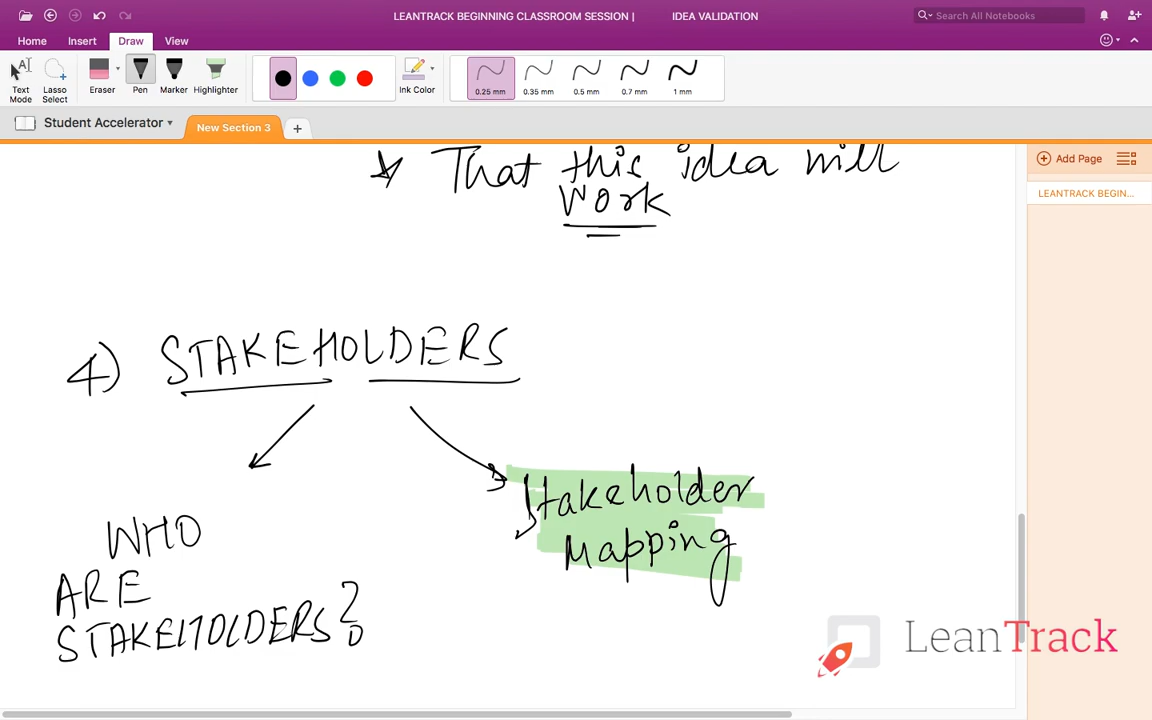 LEANTRACK BEGINNING CLASSROOM SESSION | IDEA VALIDATION
Search All Notebooks
Home Insert Draw View
Text Mode
Lasso Select
Eraser
Pen
Marker
Highlighter
Ink Color
0.25 mm
0.35 mm
0.5 mm
0.7 mm
1 mm
Student Accelerator
New Section 3
+
Add Page
LEANTRACK BEGIN...
That this idea will
Work
4) STAKEHOLDERS
Stakeholder
Mapping
WHO
ARE
STAKEHOLDERS?
LeanTrack